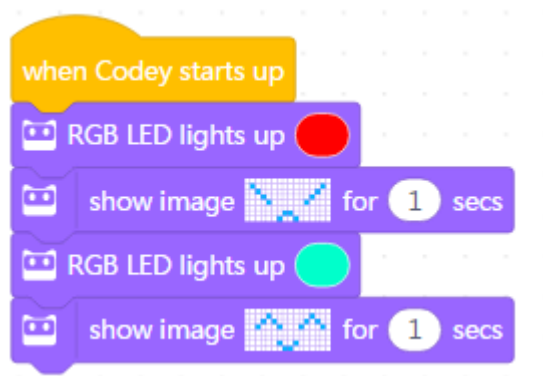 when Codey starts up
RGB LED lights up
show image for 1 secs
RGB LED lights up
show image for 1 secs